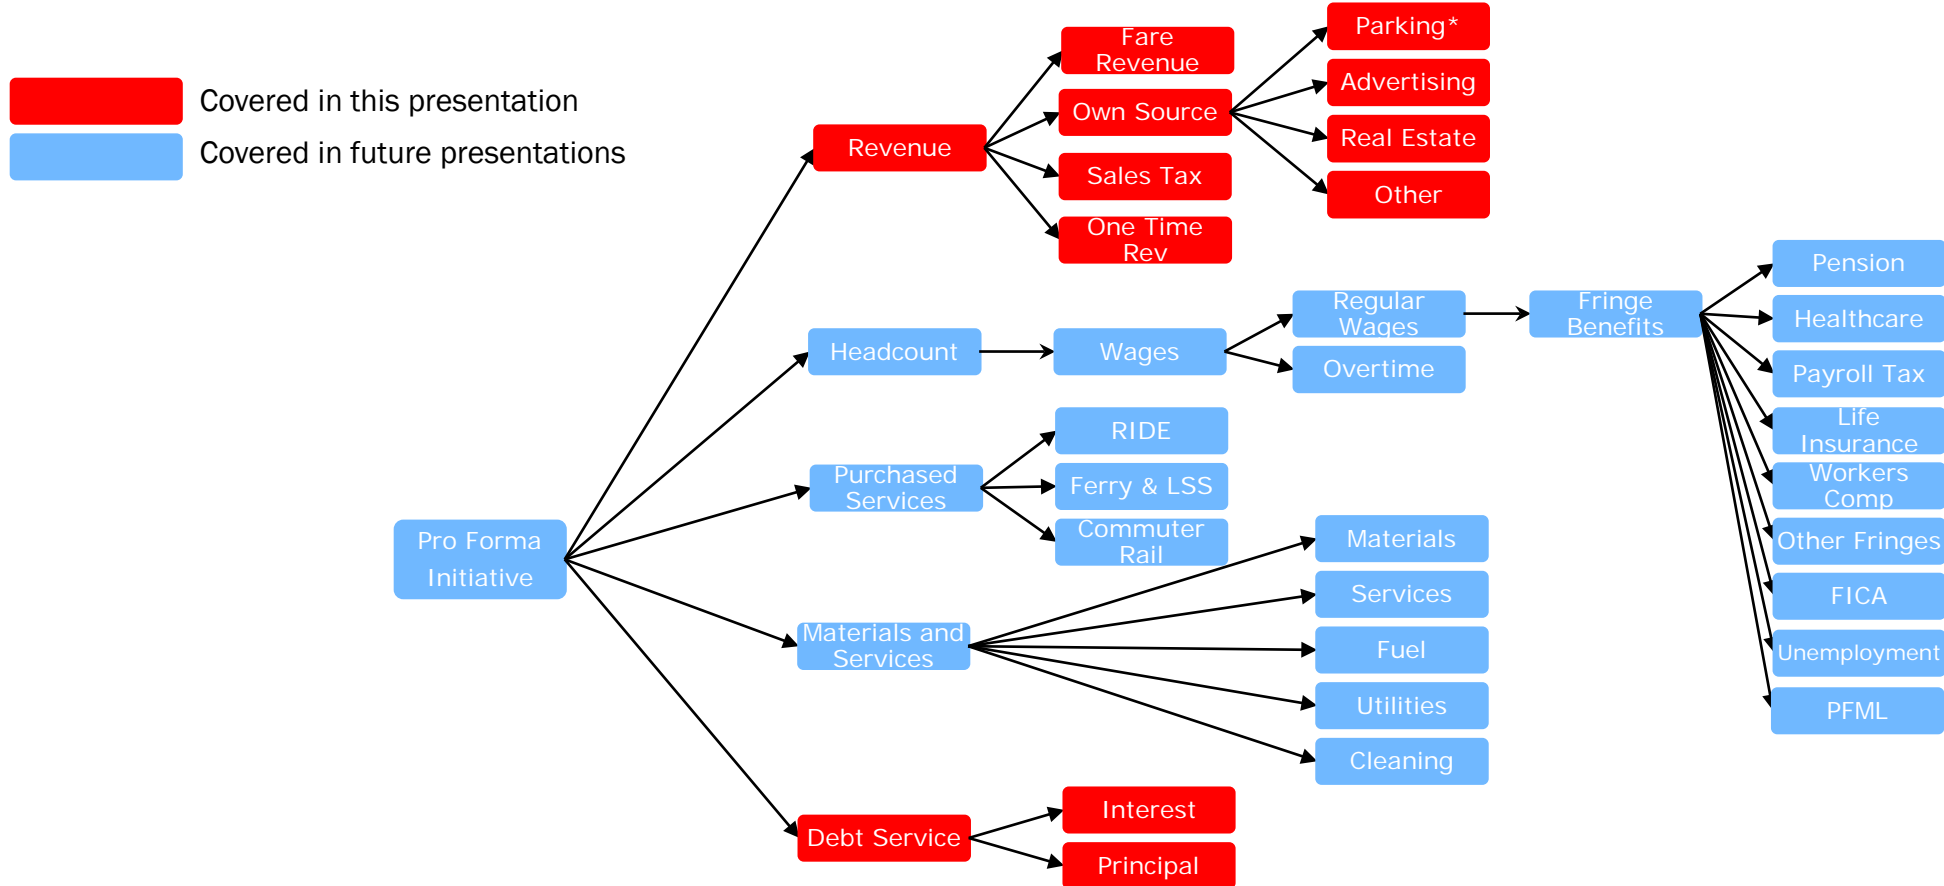 Covered in this presentation
Covered in future presentations
Pro Forma
Initiative
Revenue
Fare
Revenue
Own Source
Sales Tax
One Time
Rev
Parking*
Advertising
Real Estate
Other
Headcount
Wages
Regular
Wages
Overtime
Fringe
Benefits
Pension
Healthcare
Payroll Tax
Life
Insurance
Workers
Comp
Other Fringes
FICA
Unemployment
PFML
Purchased
Services
RIDE
Ferry & LSS
Commuter
Rail
Materials and
Services
Materials
Services
Fuel
Utilities
Cleaning
Debt Service
Interest
Principal